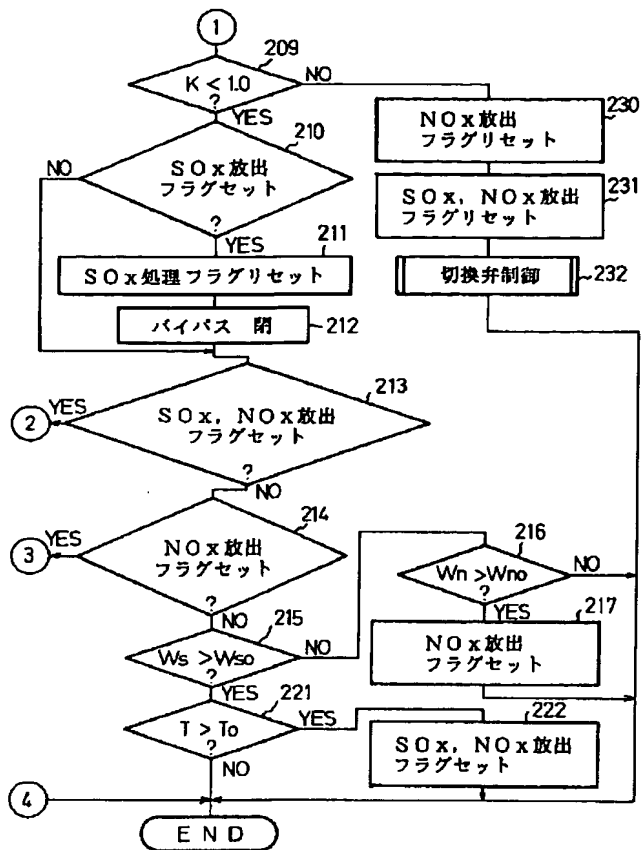 1
209
K < 1.0
?
NO
YES
210
SOx放出
フラグセット
?
NO
YES
211
SOx処理フラグリセット
バイパス 閉
212
230
NOx放出
フラグリセット
231
SOx, NOx放出
フラグリセット
切換弁制御
232
213
YES
2
SOx, NOx放出
フラグセット
?
NO
214
YES
3
NOx放出
フラグセット
?
NO
215
Ws >Wso
?
NO
YES
216
Wn >Wno
?
NO
YES
217
NOx放出
フラグセット
221
T > To
?
YES
NO
222
SOx, NOx放出
フラグセット
4
END